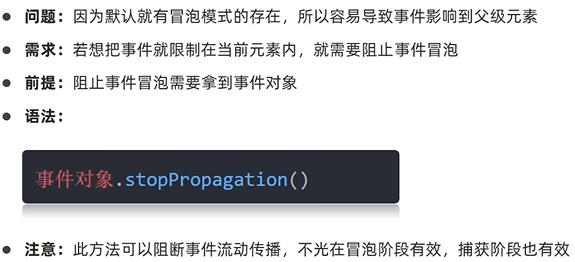 ● 问题：因为默认就有冒泡模式的存在，所以容易导致事件影响到父级元素
● 需求：若想把事件就限制在当前元素内，就需要阻止事件冒泡
● 前提：阻止事件冒泡需要拿到事件对象
● 语法：
事件对象.stopPropagation()
● 注意：此方法可以阻断事件流动传播，不光在冒泡阶段有效，捕获阶段也有效